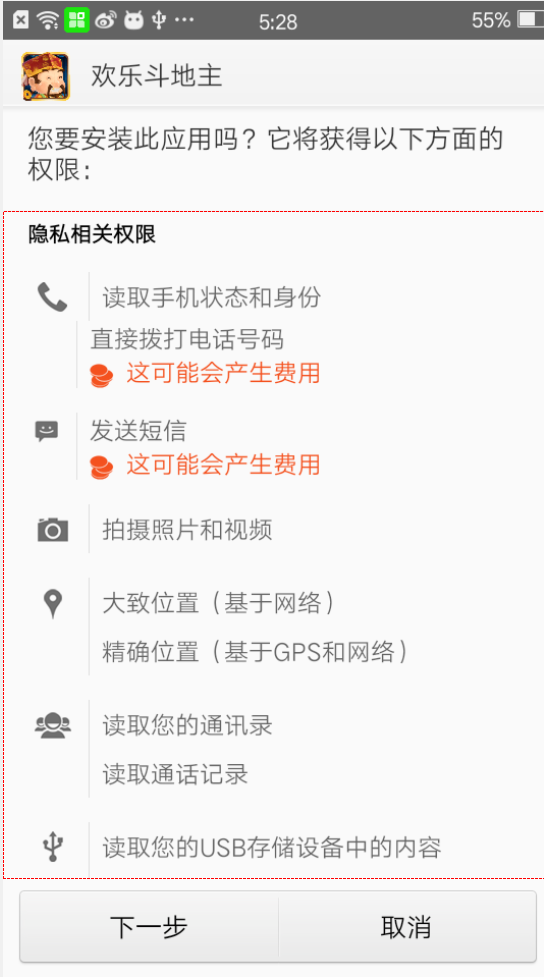 5:28
55%
欢乐斗地主
您要安装此应用吗？它将获得以下方面的
权限：
隐私相关权限
读取手机状态和身份
直接拨打电话号码
这可能会产生费用
发送短信
这可能会产生费用
拍摄照片和视频
大致位置（基于网络）
精确位置（基于GPS和网络）
读取您的通讯录
读取通话记录
读取您的USB存储设备中的内容
下一步
取消